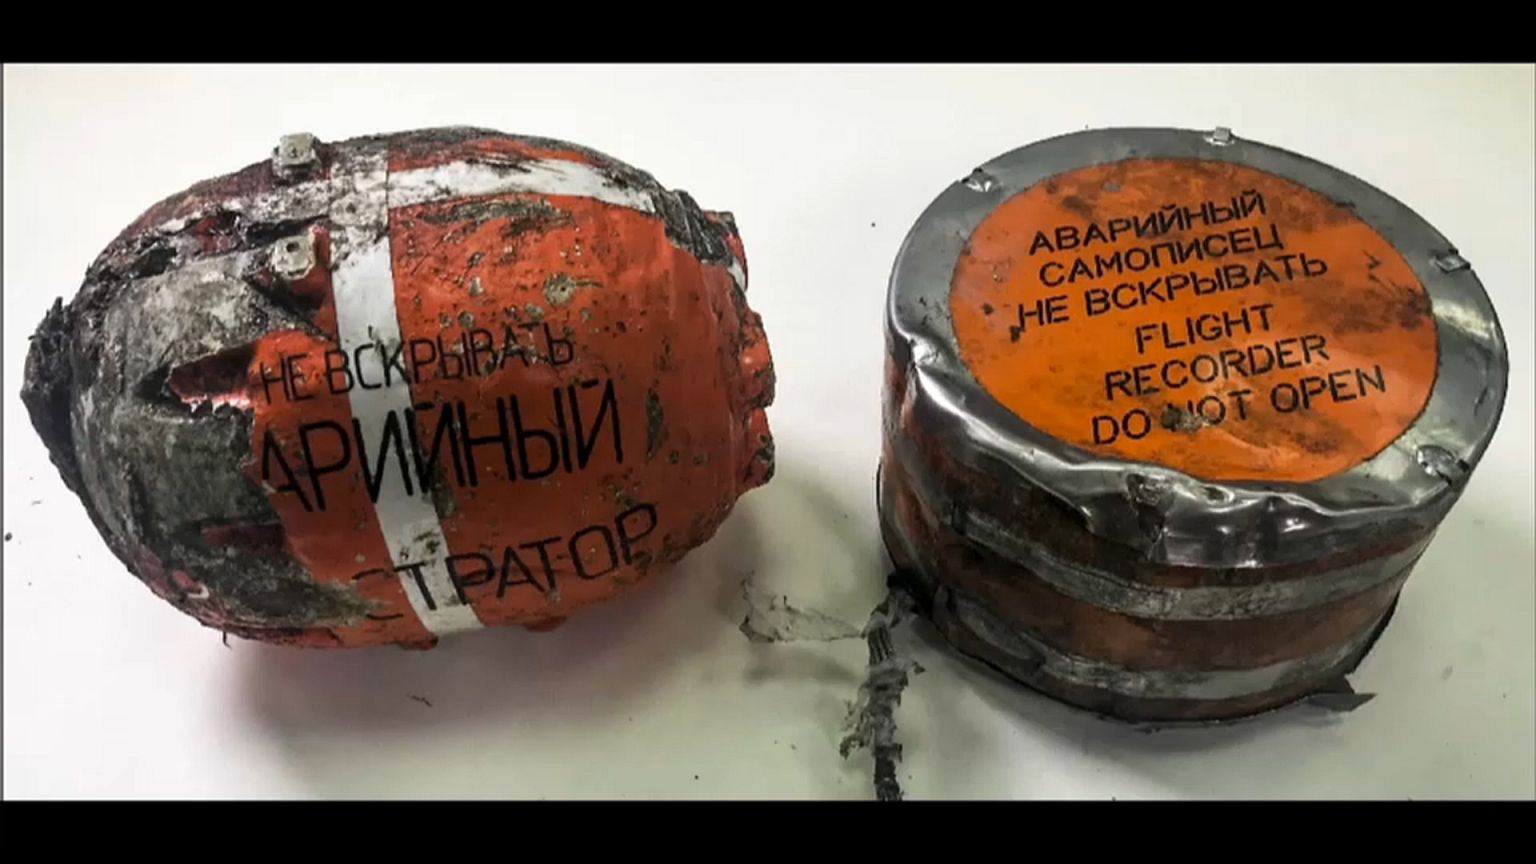 НЕ ВСКРЫВАТЬ
АРИЙНЫЙ
СТРАТОР
АВАРИЙНЫЙ
САМОПИСЕЦ
НЕ ВСКРЫВАТЬ
FLIGHT
RECORDER
DO NOT OPEN